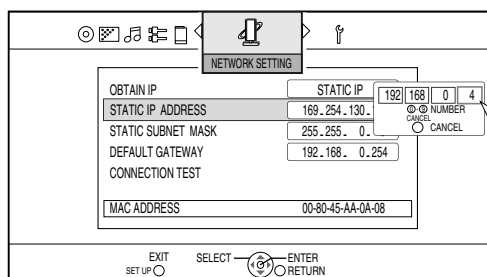 NETWORK SETTING
OBTAIN IP STATIC IP
192 168 0 4
STATIC IP ADDRESS 169.254.130.
0-9 NUMBER
CANCEL
CANCEL
STATIC SUBNET MASK 255.255. 0.
DEFAULT GATEWAY 192.168. 0.254
CONNECTION TEST
MAC ADDRESS 00-80-45-AA-0A-08
EXIT SELECT ENTER
SET UP RETURN